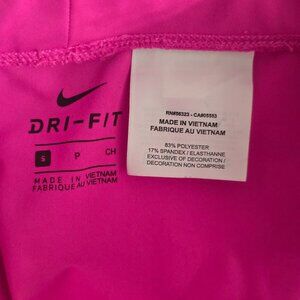 DRI-FIT
S P CH
MADE IN VIETNAM
FABRIQUÉ AU VIETNAM
RN#56323 - CA#05553
MADE IN VIETNAM
FABRIQUE AU VIETNAM
83% POLYESTER
17% SPANDEX / ELASTHANNE
EXCLUSIVE OF DECORATION /
DECORATION NON COMPRISE